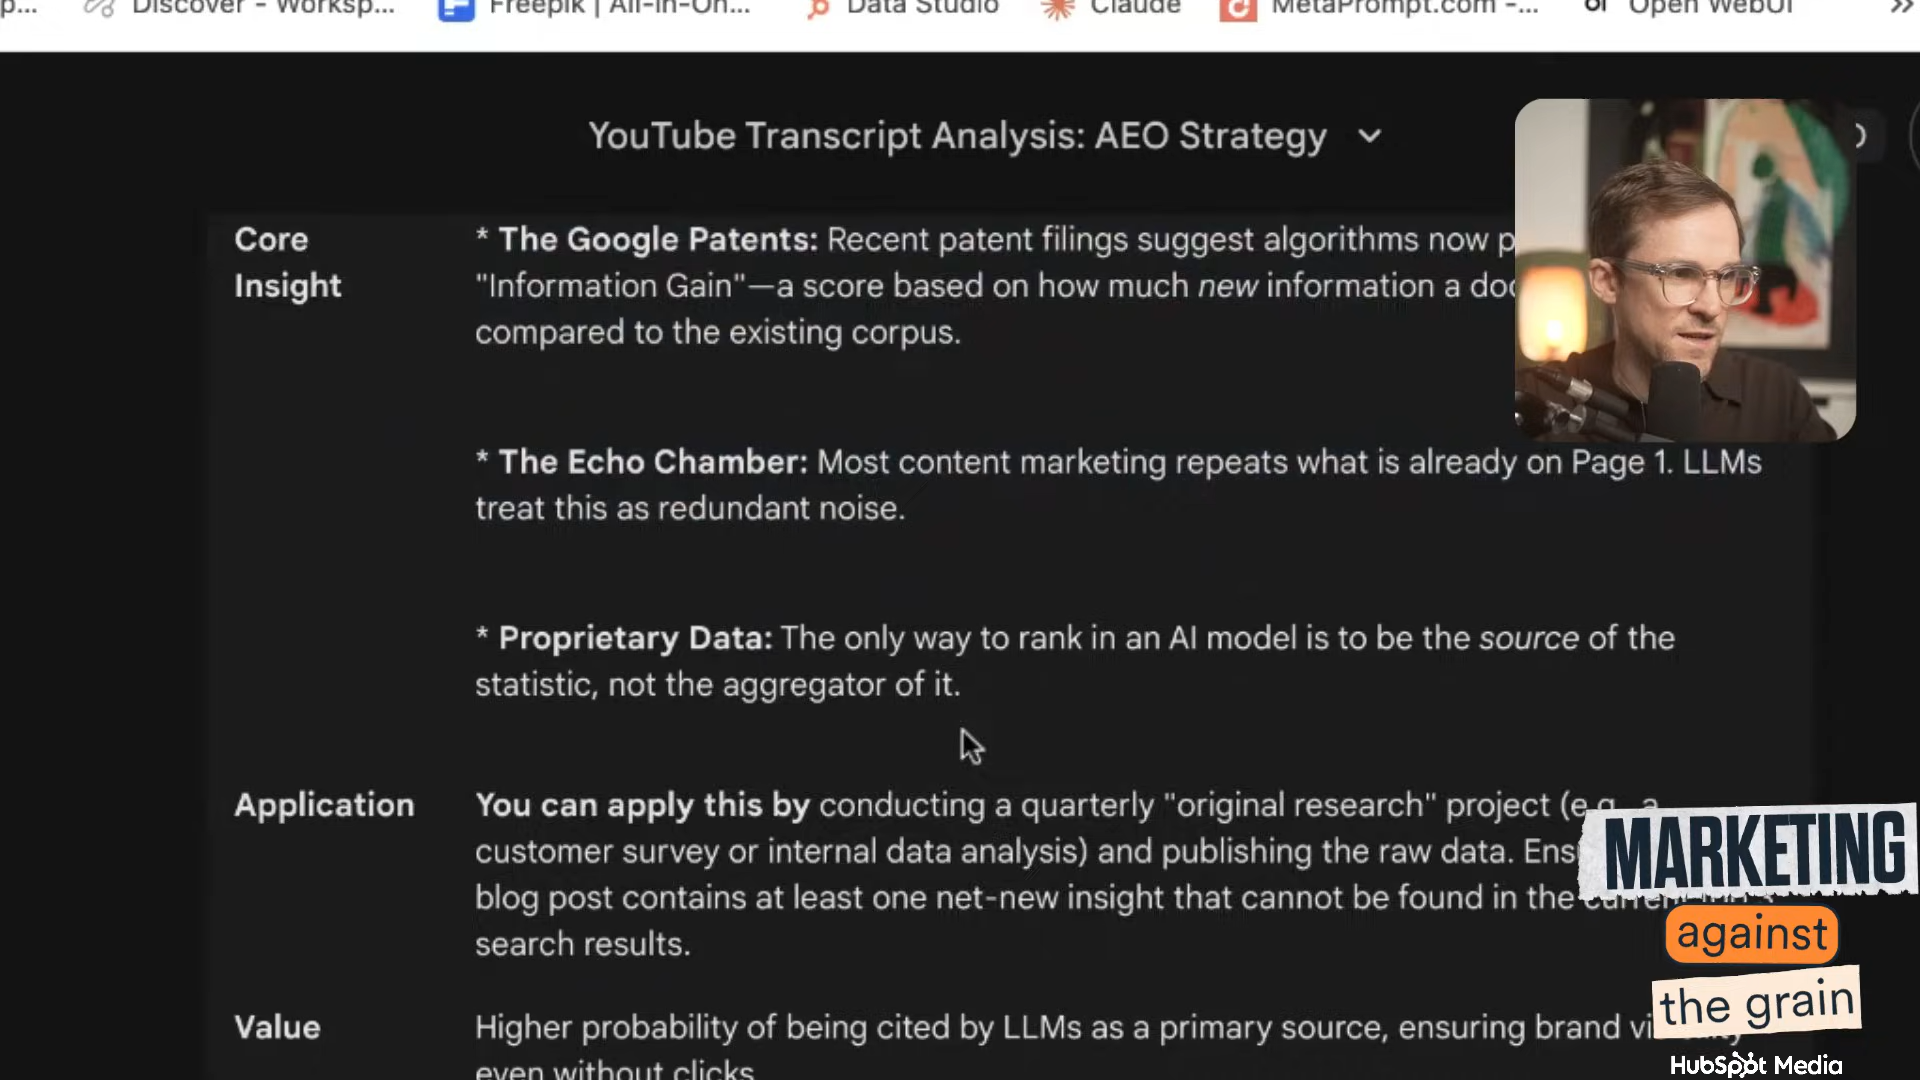 Discover - Worksp...
Freepik | All-in-On...
Data Studio
Claude
MetaPrompt.com -...
Open WebUI
YouTube Transcript Analysis: AEO Strategy
Core Insight
* The Google Patents: Recent patent filings suggest algorithms now
"Information Gain"—a score based on how much new information a
compared to the existing corpus.
* The Echo Chamber: Most content marketing repeats what is already on Page 1. LLMs
treat this as redundant noise.
* Proprietary Data: The only way to rank in an AI model is to be the source of the
statistic, not the aggregator of it.
Application
You can apply this by conducting a quarterly "original research" project (e.g., a
customer survey or internal data analysis) and publishing the raw data.
blog post contains at least one net-new insight that cannot be found in the
search results.
Value
Higher probability of being cited by LLMs as a primary source, ensuring brand
even without clicks
MARKETING
against
the grain
HubSpot Media